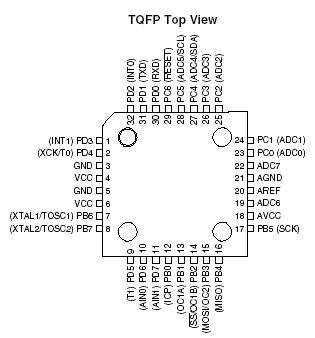 TQFP Top View
PD2 (INT0)
PD1 (TXD)
PD0 (RXD)
PC6 (RESET)
PC5 (ADC5/SCL)
PC4 (ADC4/SDA)
PC3 (ADC3)
PC2 (ADC2)
32
31
30
29
28
27
26
25
(INT1) PD3 1
(XCK/T0) PD4 2
GND 3
VCC 4
GND 5
VCC 6
(XTAL1/TOSC1) PB6 7
(XTAL2/TOSC2) PB7 8
24 PC1 (ADC1)
23 PC0 (ADC0)
22 ADC7
21 AGND
20 AREF
19 ADC6
18 AVCC
17 PB5 (SCK)
9
10
11
12
13
14
15
16
(T1) PD5
(AIN0) PD6
(AIN1) PD7
(ICP) PB0
(OC1A) PB1
(SS/OC1B) PB2
(MOSI/OC2) PB3
(MISO) PB4